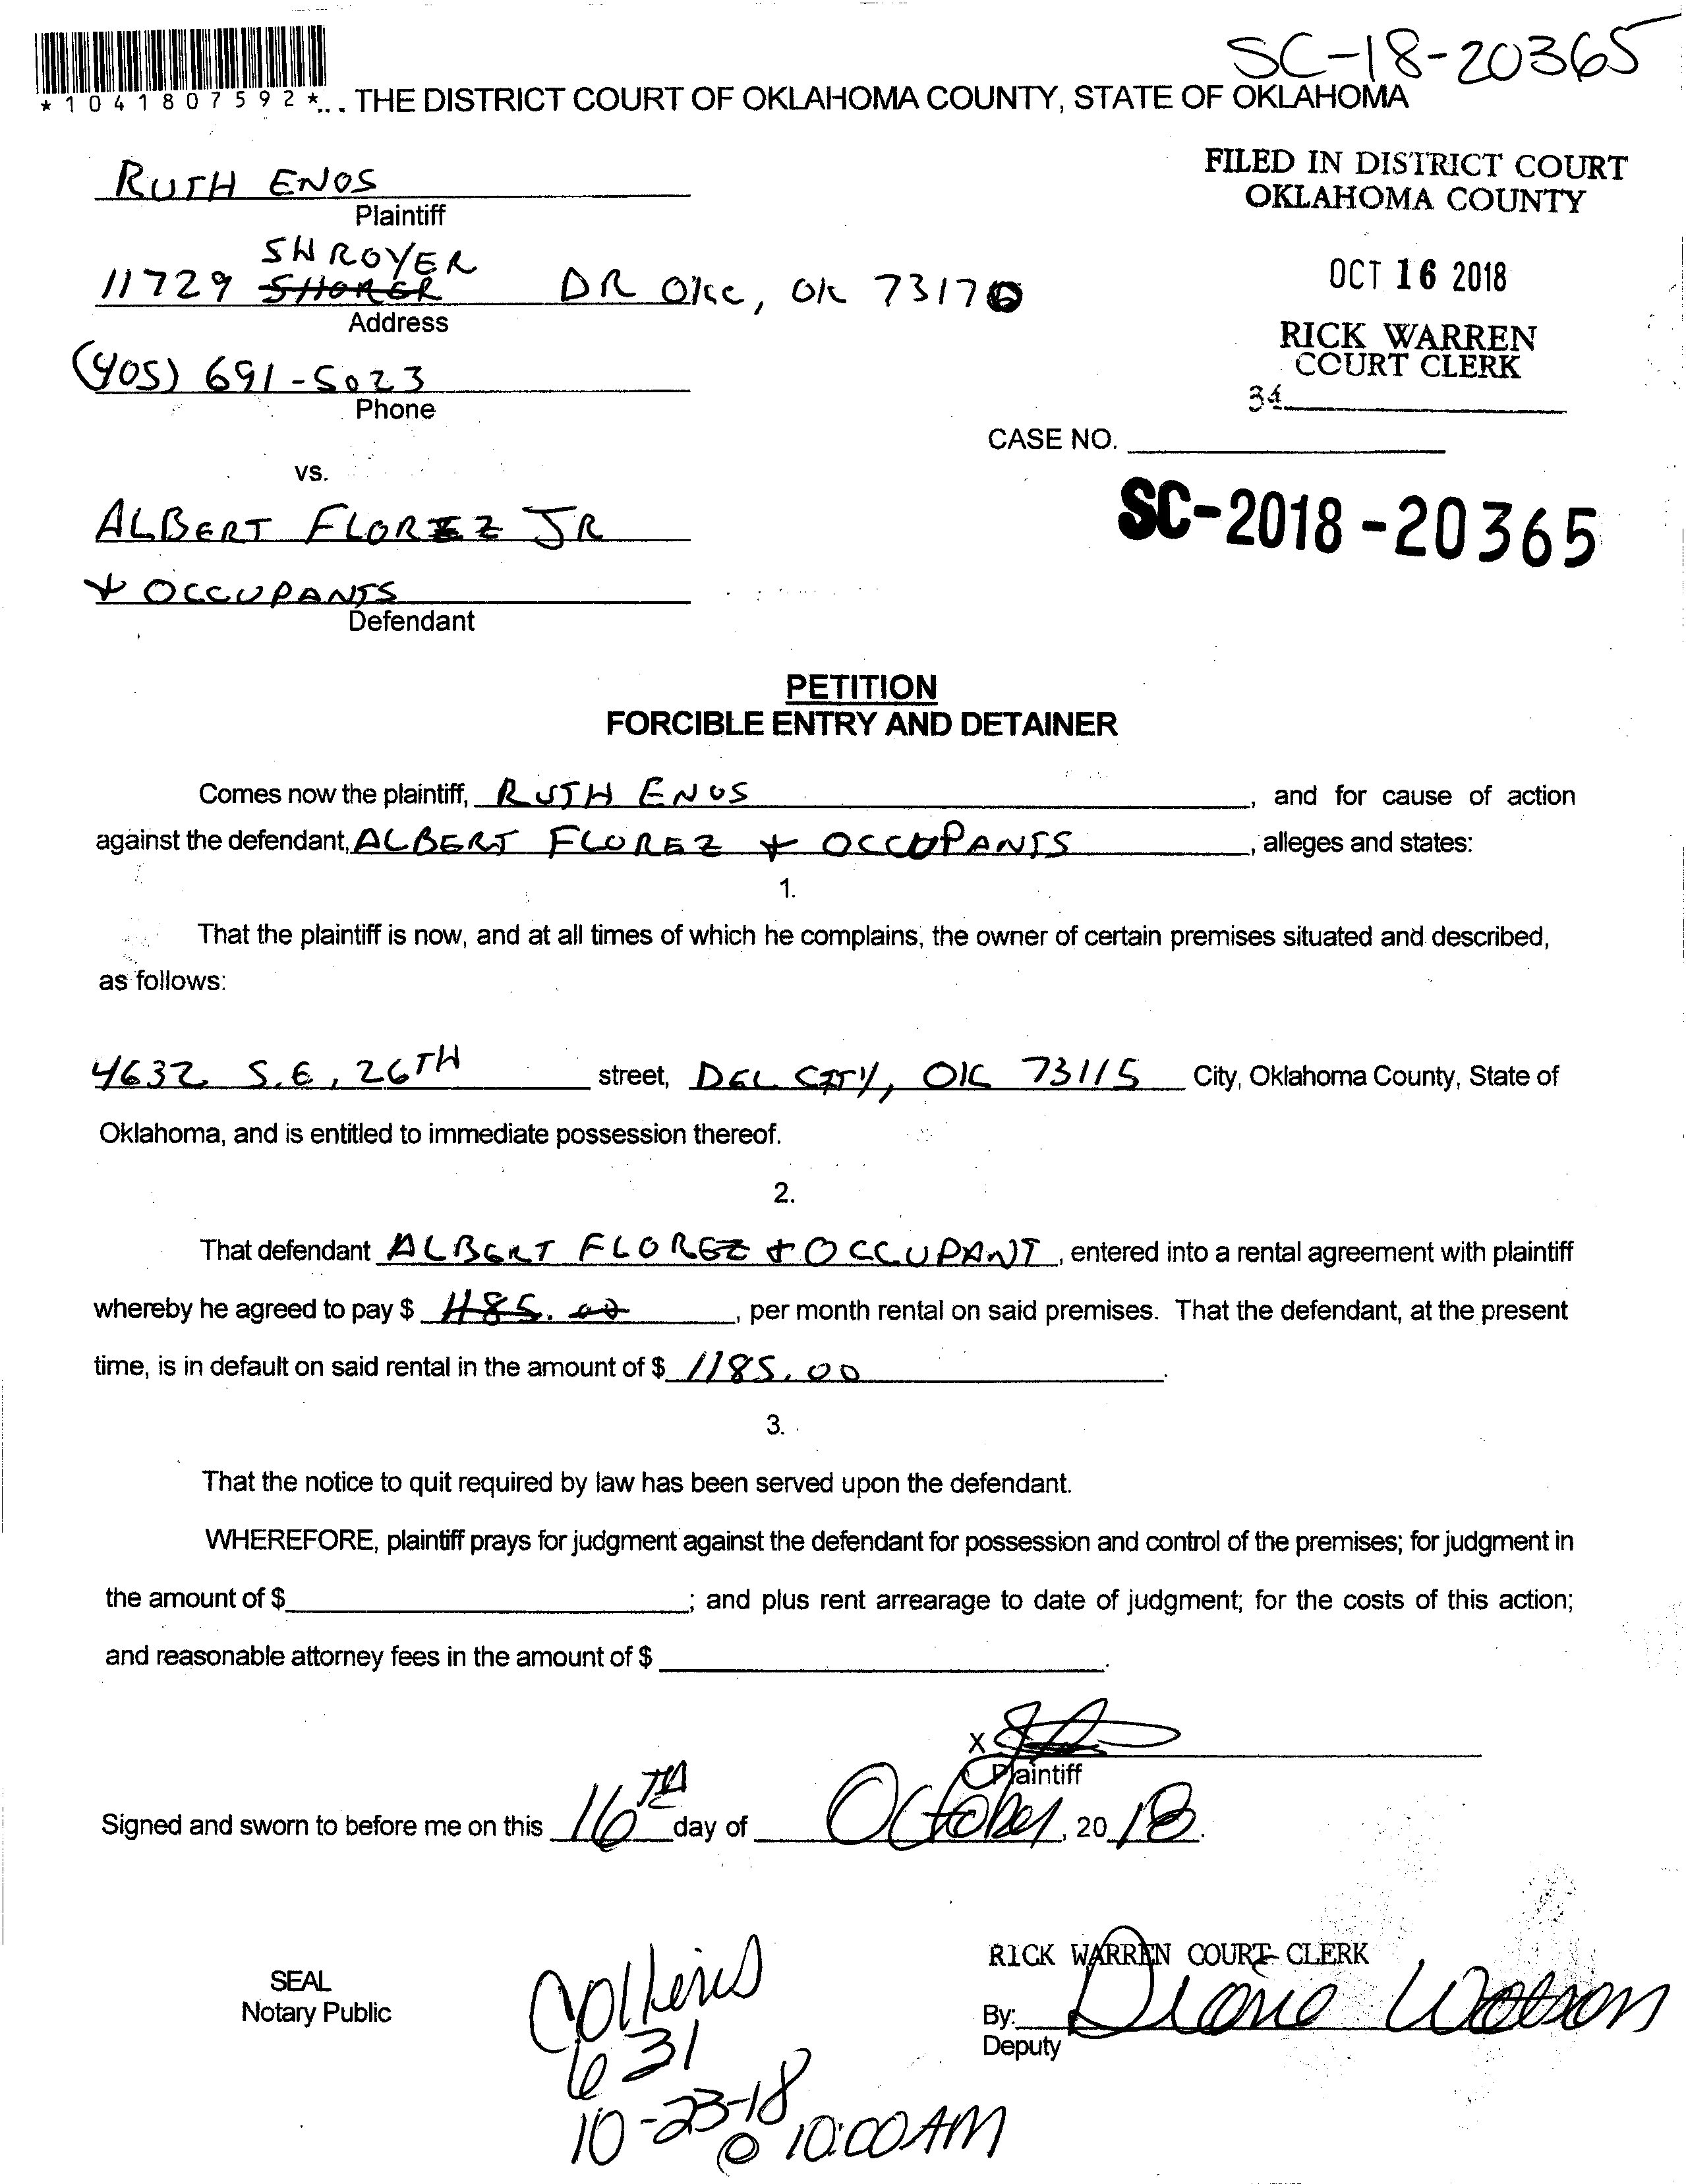 SC-18-20365
*1041807592*... THE DISTRICT COURT OF OKLAHOMA COUNTY, STATE OF OKLAHOMA
FILED IN DISTRICT COURT
OKLAHOMA COUNTY
RUTH ENOS
Plaintiff
SHROYER
OCT 16 2018
11729 SHORER DR OKC, OK 73170
Address
RICK WARREN
COURT CLERK
(405) 691-5023
Phone
34
CASE NO.
vs.
SC-2018-20365
ALBERT FLOREZ JR
+ OCCUPANTS
Defendant
PETITION
FORCIBLE ENTRY AND DETAINER
Comes now the plaintiff, RUTH ENOS, and for cause of action
against the defendant, ALBERT FLOREZ + OCCUPANTS, alleges and states:
1.
That the plaintiff is now, and at all times of which he complains, the owner of certain premises situated and described,
as follows:
4632 S.E. 26TH street, DEL CITY, OK 73115 City, Oklahoma County, State of
Oklahoma, and is entitled to immediate possession thereof.
2.
That defendant ALBERT FLOREZ + OCCUPANT, entered into a rental agreement with plaintiff
whereby he agreed to pay $ 1185.00, per month rental on said premises. That the defendant, at the present
time, is in default on said rental in the amount of $ 1185.00.
3.
That the notice to quit required by law has been served upon the defendant.
WHEREFORE, plaintiff prays for judgment against the defendant for possession and control of the premises; for judgment in
the amount of $; and plus rent arrearage to date of judgment; for the costs of this action;
and reasonable attorney fees in the amount of $.
X
Plaintiff
Signed and sworn to before me on this 16TH day of October, 2018.
RICK WARREN COURT CLERK
SEAL
Notary Public
By: Diane Watson
Deputy
Collins
631
10-23-18
@ 10:00 AM